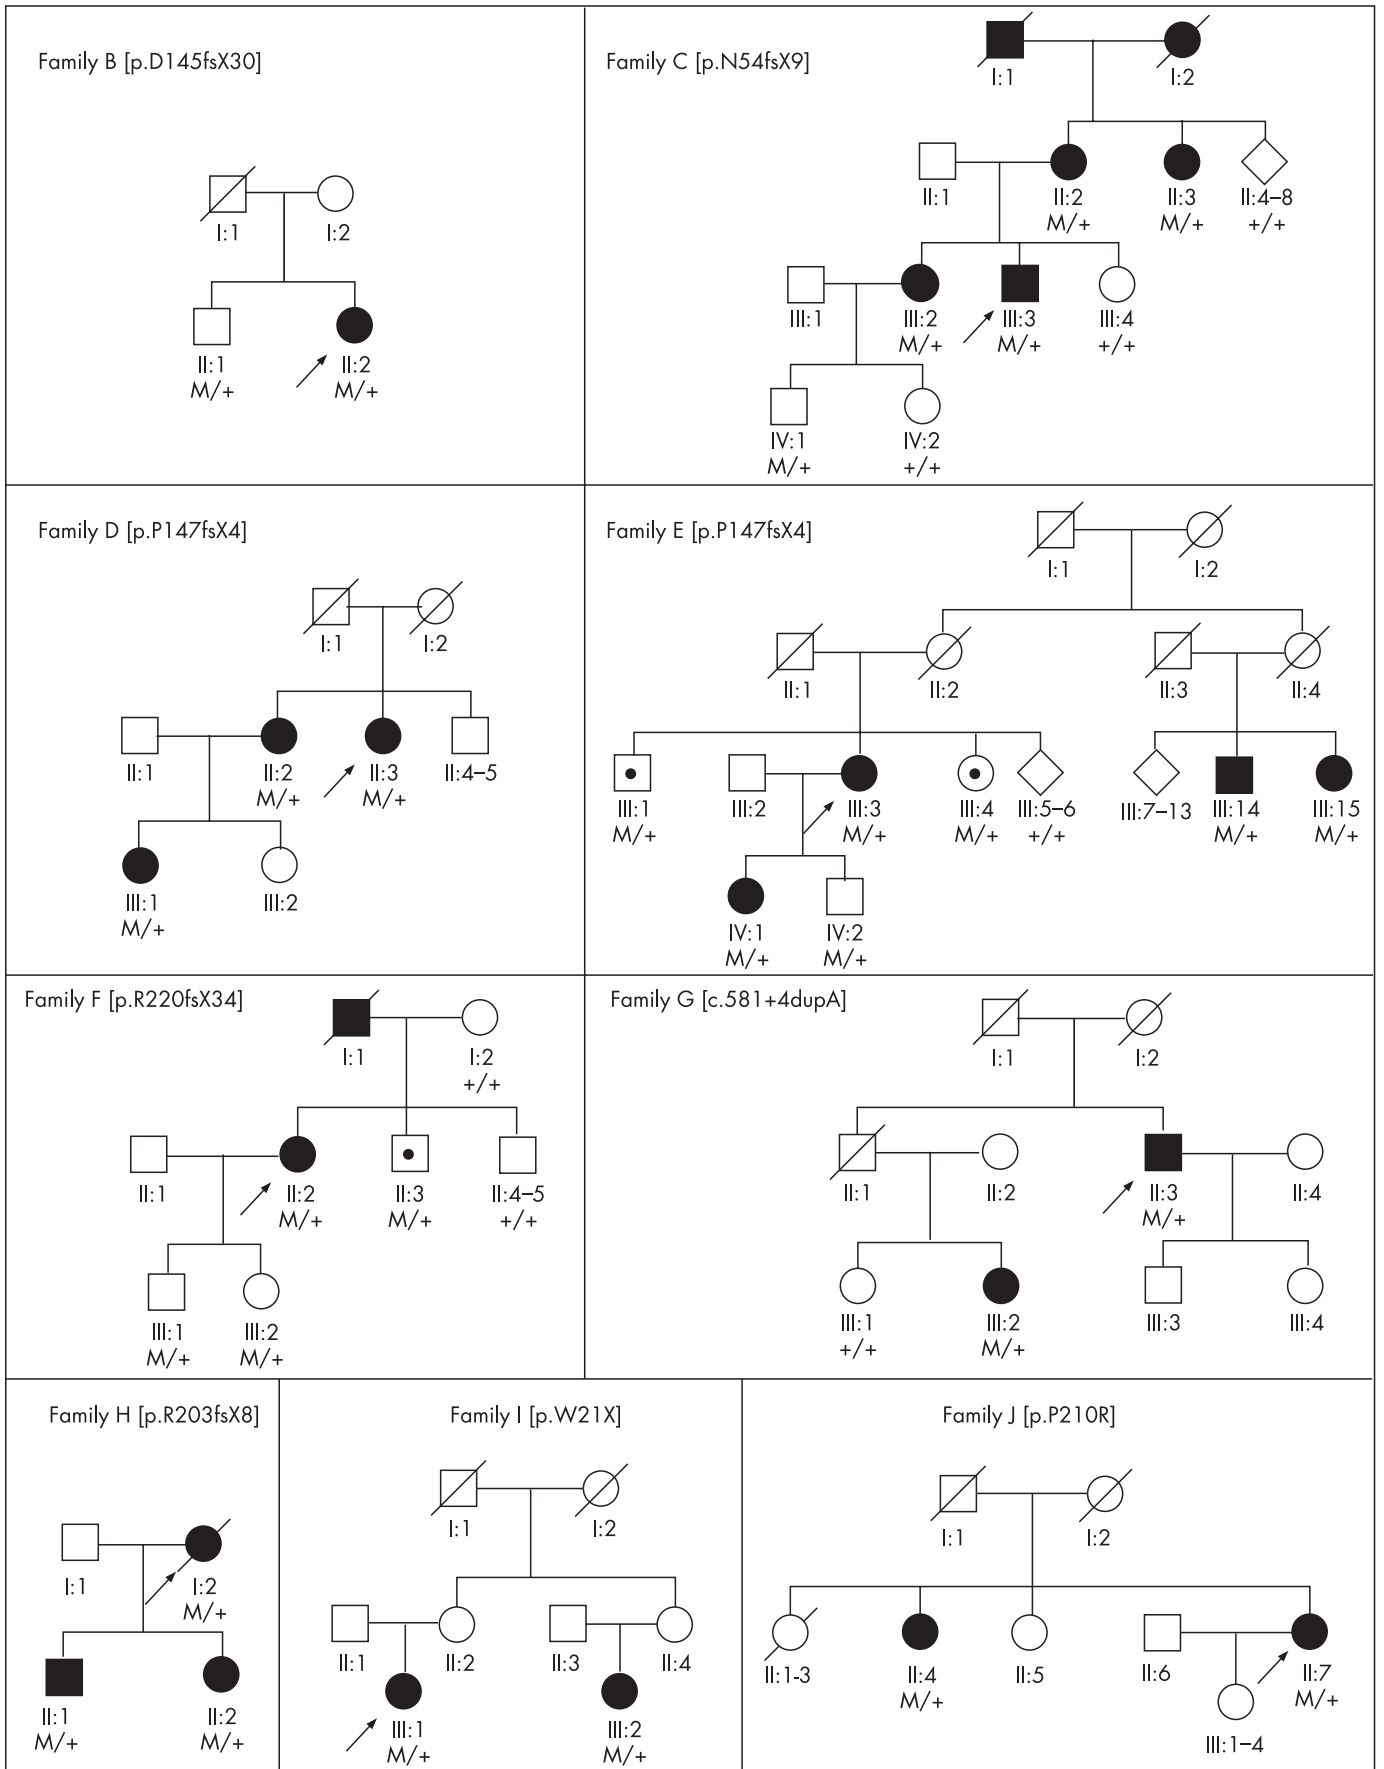 Family B [p.D145fsX30]
I:1
I:2
II:1
M/+
II:2
M/+
Family C [p.N54fsX9]
I:1
I:2
II:1
II:2
M/+
II:3
M/+
II:4–8
+/+
III:1
III:2
M/+
III:3
M/+
III:4
+/+
IV:1
M/+
IV:2
+/+
Family D [p.P147fsX4]
I:1
I:2
II:1
II:2
M/+
II:3
M/+
II:4–5
III:1
M/+
III:2
Family E [p.P147fsX4]
I:1
I:2
II:1
II:2
II:3
II:4
III:1
M/+
III:2
III:3
M/+
III:4
M/+
III:5–6
+/+
III:7–13
III:14
M/+
III:15
M/+
IV:1
M/+
IV:2
M/+
Family F [p.R220fsX34]
I:1
I:2
+/+
II:1
II:2
M/+
II:3
M/+
II:4–5
+/+
III:1
M/+
III:2
M/+
Family G [c.581+4dupA]
I:1
I:2
II:1
II:2
II:3
M/+
II:4
III:1
+/+
III:2
M/+
III:3
III:4
Family H [p.R203fsX8]
I:1
I:2
M/+
II:1
M/+
II:2
M/+
Family I [p.W21X]
I:1
I:2
II:1
II:2
II:3
II:4
III:1
M/+
III:2
M/+
Family J [p.P210R]
I:1
I:2
II:1-3
II:4
M/+
II:5
II:6
II:7
M/+
III:1–4